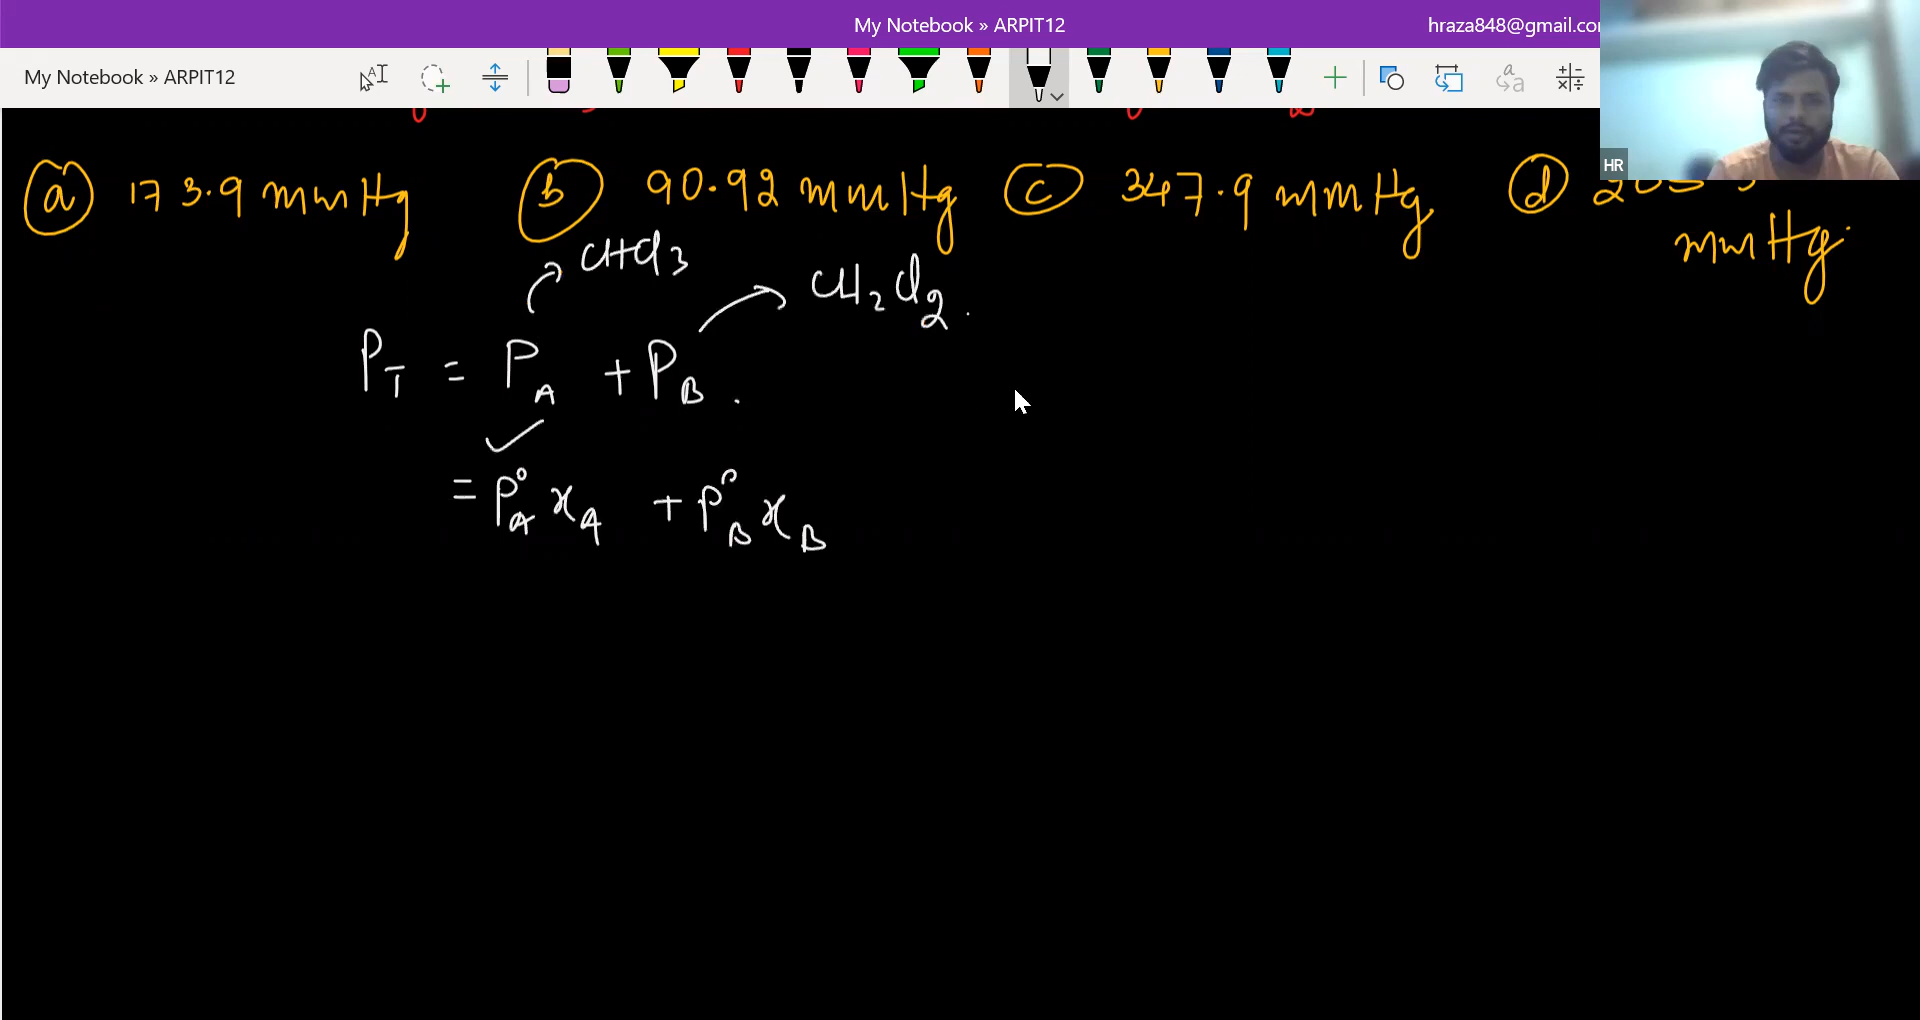 My Notebook » ARPIT12
hraza848@gmail.co
My Notebook » ARPIT12
HR
(a) 173.9 mmHg (b) 90.92 mmHg (c) 347.9 mmHg (d)
mmHg.
CHCl3
CH2Cl2.
PT = PA + PB.
= P°A xA + P°B xB